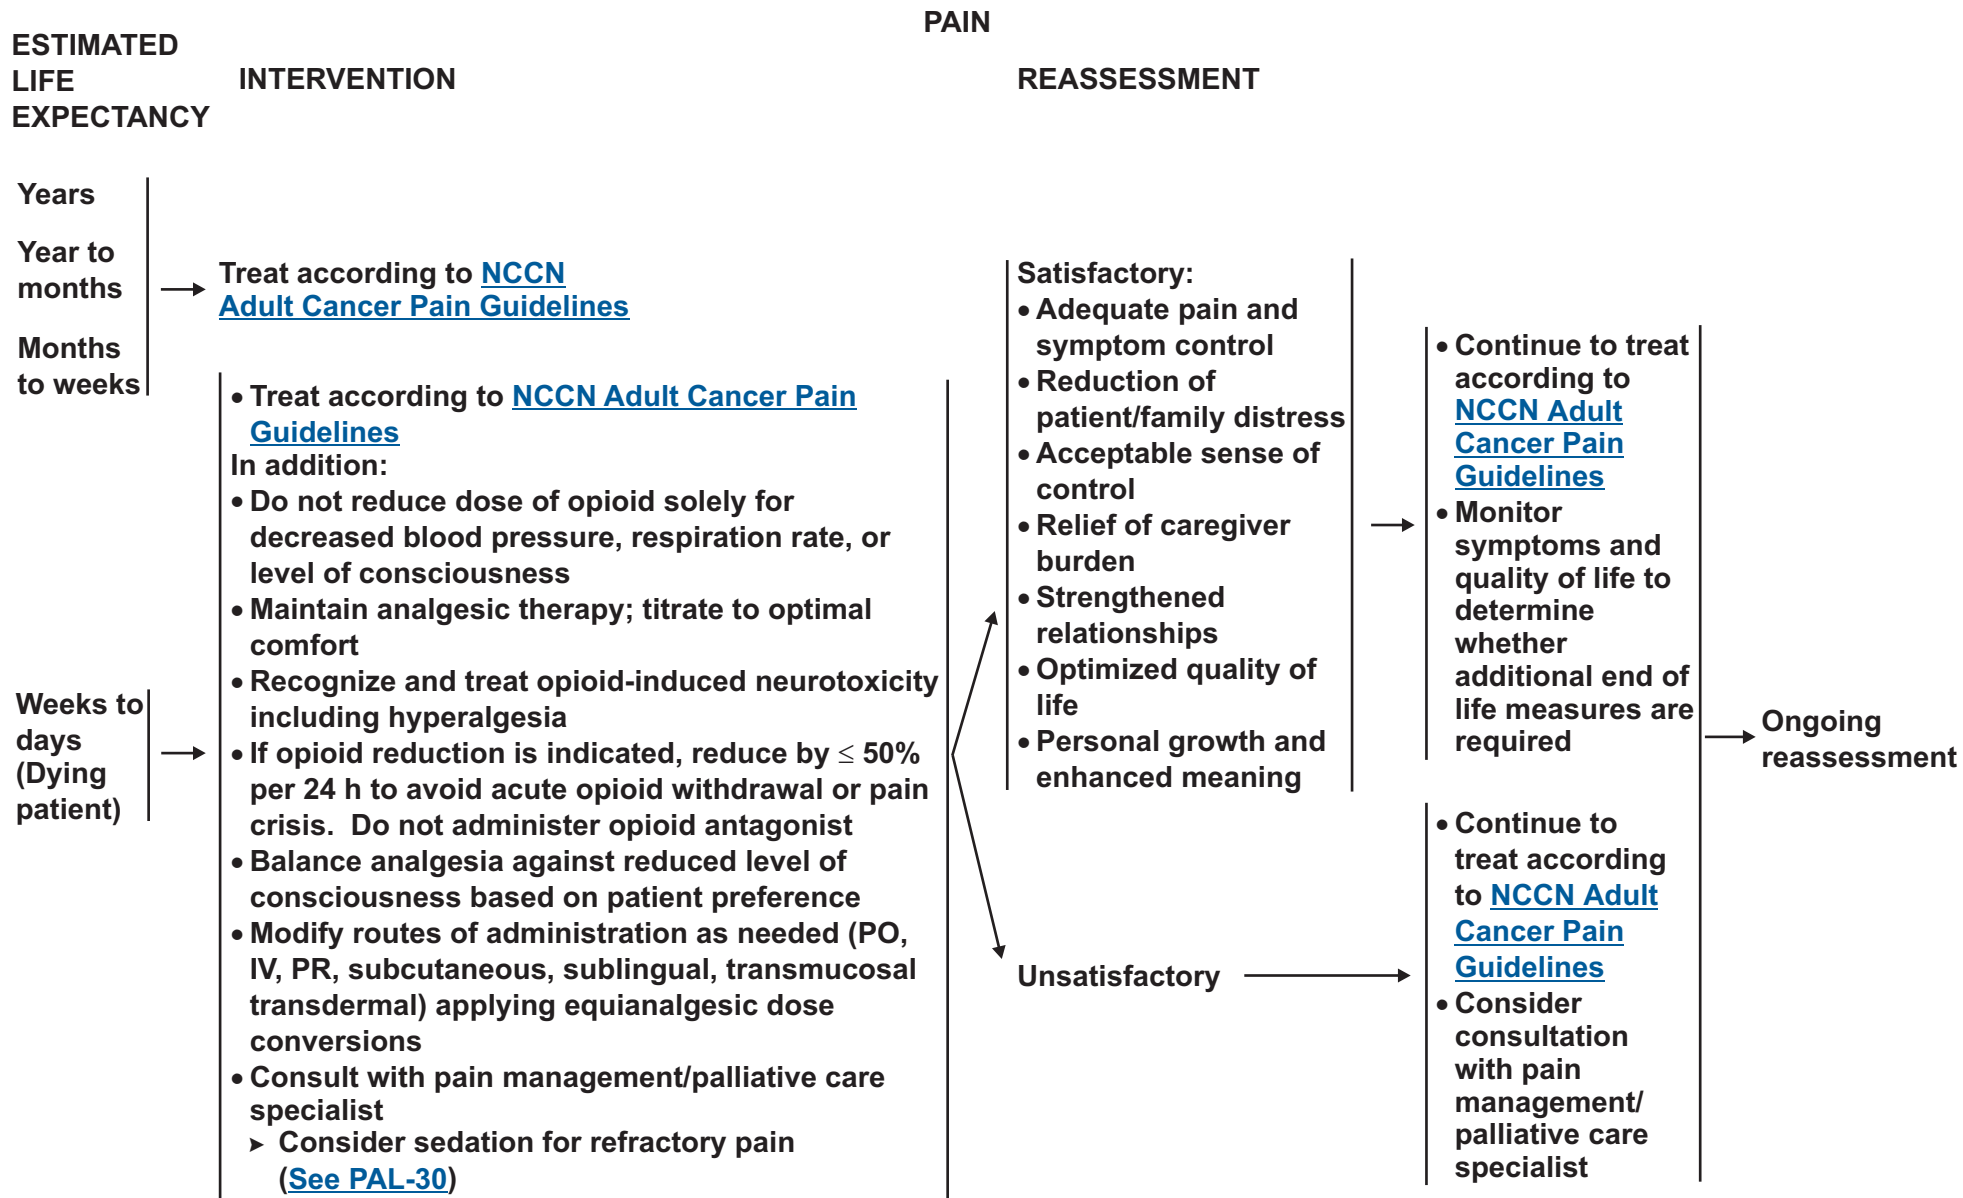 PAIN
ESTIMATED
LIFE
EXPECTANCY
INTERVENTION
REASSESSMENT
Years
Year to
months
Months
to weeks
Treat according to NCCN
Adult Cancer Pain Guidelines
Weeks to
days
(Dying
patient)
• Treat according to NCCN Adult Cancer Pain
Guidelines
In addition:
• Do not reduce dose of opioid solely for
decreased blood pressure, respiration rate, or
level of consciousness
• Maintain analgesic therapy; titrate to optimal
comfort
• Recognize and treat opioid-induced neurotoxicity
including hyperalgesia
• If opioid reduction is indicated, reduce by ≤ 50%
per 24 h to avoid acute opioid withdrawal or pain
crisis. Do not administer opioid antagonist
• Balance analgesia against reduced level of
consciousness based on patient preference
• Modify routes of administration as needed (PO,
IV, PR, subcutaneous, sublingual, transmucosal
transdermal) applying equianalgesic dose
conversions
• Consult with pain management/palliative care
specialist
➤ Consider sedation for refractory pain
(See PAL-30)
Satisfactory:
• Adequate pain and
symptom control
• Reduction of
patient/family distress
• Acceptable sense of
control
• Relief of caregiver
burden
• Strengthened
relationships
• Optimized quality of
life
• Personal growth and
enhanced meaning
Unsatisfactory
• Continue to treat
according to
NCCN Adult
Cancer Pain
Guidelines
• Monitor
symptoms and
quality of life to
determine
whether
additional end of
life measures are
required
• Continue to
treat according
to NCCN Adult
Cancer Pain
Guidelines
• Consider
consultation
with pain
management/
palliative care
specialist
Ongoing
reassessment